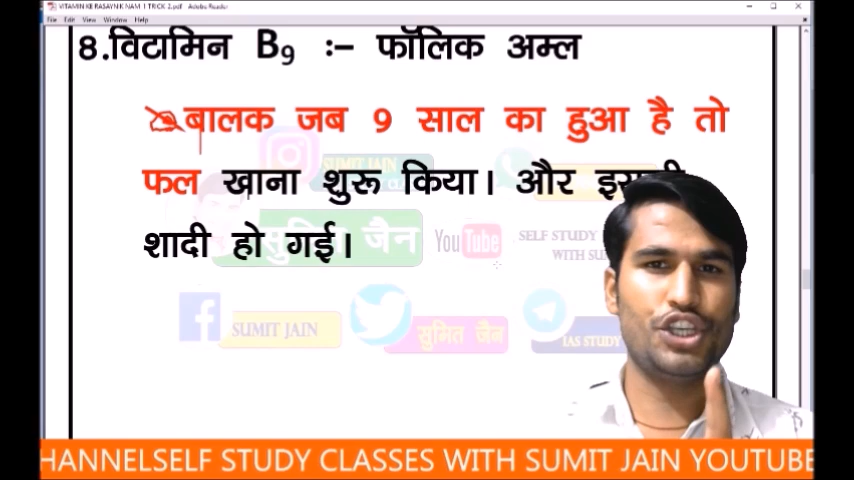 VITAMIN KE RASAYNIK NAM 1 TRICK 2.pdf - Adobe Reader
File Edit View Window Help
8.विटामिन B9 :– फॉलिक अम्ल
बालक जब 9 साल का हुआ है तो
फल खाना शुरू किया। और
शादी हो गई।
SUMIT JAIN
सुमित जैन
YouTube
SELF STUDY
WITH
SUMIT JAIN
सुमित जैन
IAS STUDY
HANNELSELF STUDY CLASSES WITH SUMIT JAIN YOUTUBE